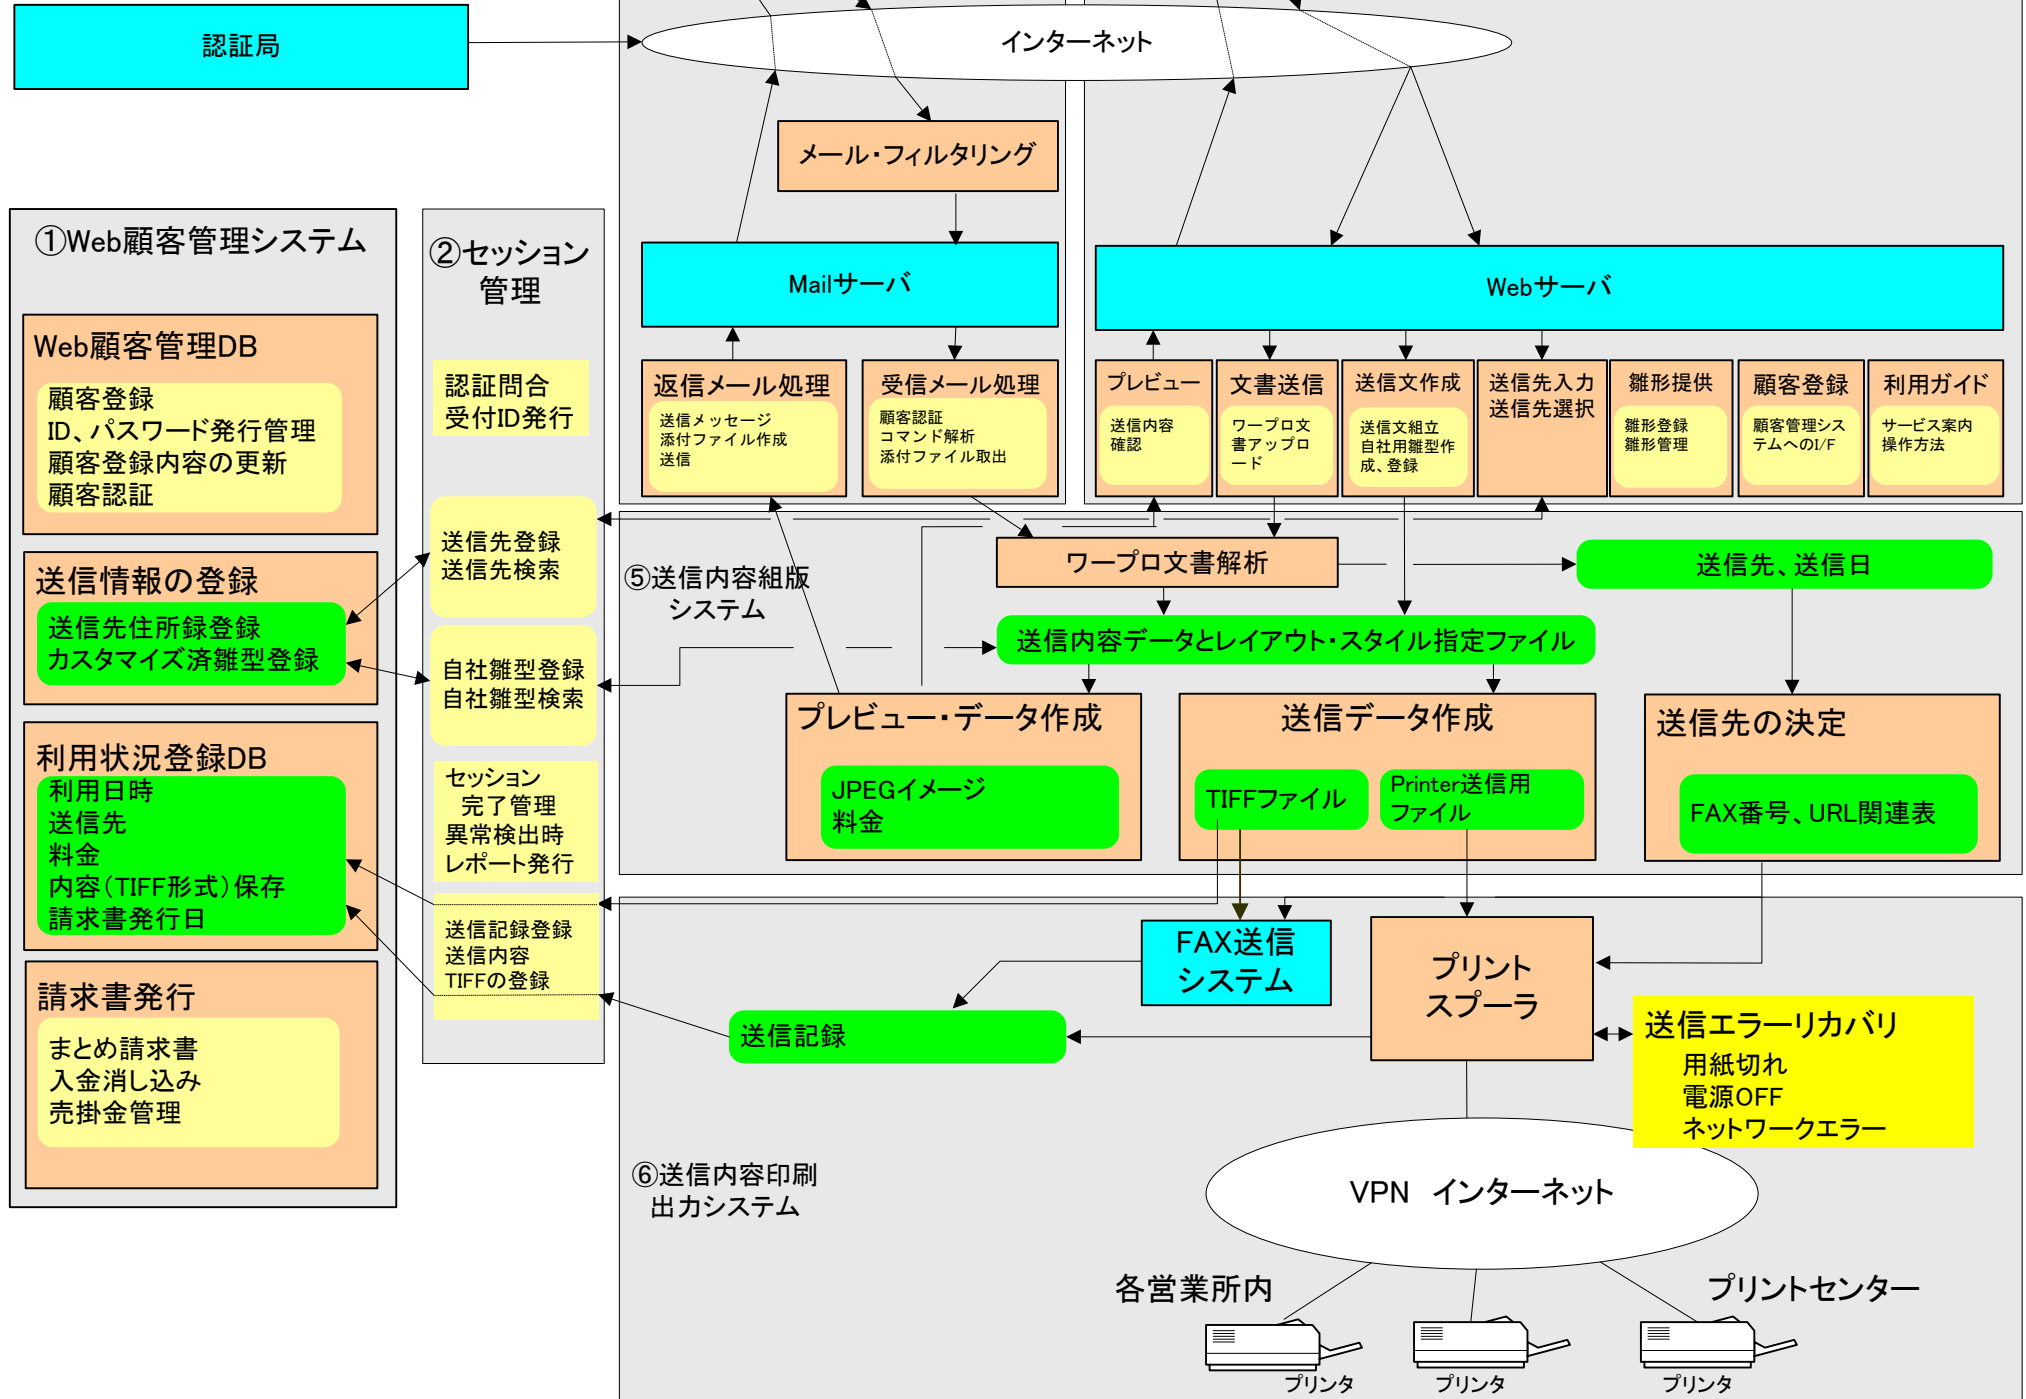 認証局
インターネット
メール・フィルタリング
①Web顧客管理システム
Web顧客管理DB
顧客登録
ID、パスワード発行管理
顧客登録内容の更新
顧客認証
送信情報の登録
送信先住所録登録
カスタマイズ済雛型登録
利用状況登録DB
利用日時
送信先
料金
内容(TIFF形式)保存
請求書発行日
請求書発行
まとめ請求書
入金消し込み
売掛金管理
②セッション
管理
認証問合
受付ID発行
送信先登録
送信先検索
自社雛型登録
自社雛型検索
セッション
完了管理
異常検出時
レポート発行
送信記録登録
送信内容
TIFFの登録
Mailサーバ
返信メール処理
送信メッセージ
添付ファイル作成
送信
受信メール処理
顧客認証
コマンド解析
添付ファイル取出
Webサーバ
プレビュー
送信内容
確認
文書送信
ワープロ文
書アップロ
ード
送信文作成
送信文組立
自社用雛型作
成、登録
送信先入力
送信先選択
雛形提供
雛形登録
雛形管理
顧客登録
顧客管理シス
テムへのI/F
利用ガイド
サービス案内
操作方法
⑤送信内容組版
システム
ワープロ文書解析
送信先、送信日
送信内容データとレイアウト・スタイル指定ファイル
プレビュー・データ作成
JPEGイメージ
料金
送信データ作成
TIFFファイル
Printer送信用
ファイル
送信先の決定
FAX番号、URL関連表
FAX送信
システム
プリント
スプーラ
送信記録
送信エラーリカバリ
用紙切れ
電源OFF
ネットワークエラー
⑥送信内容印刷
出力システム
VPN インターネット
各営業所内
プリントセンター
プリンタ
プリンタ
プリンタ